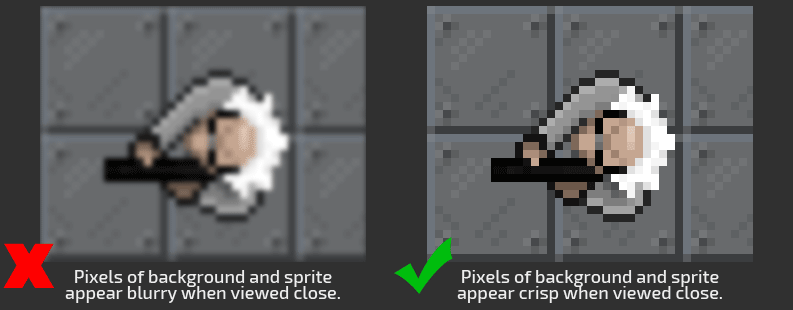 Pixels of background and sprite
appear blurry when viewed close.
Pixels of background and sprite
appear crisp when viewed close.